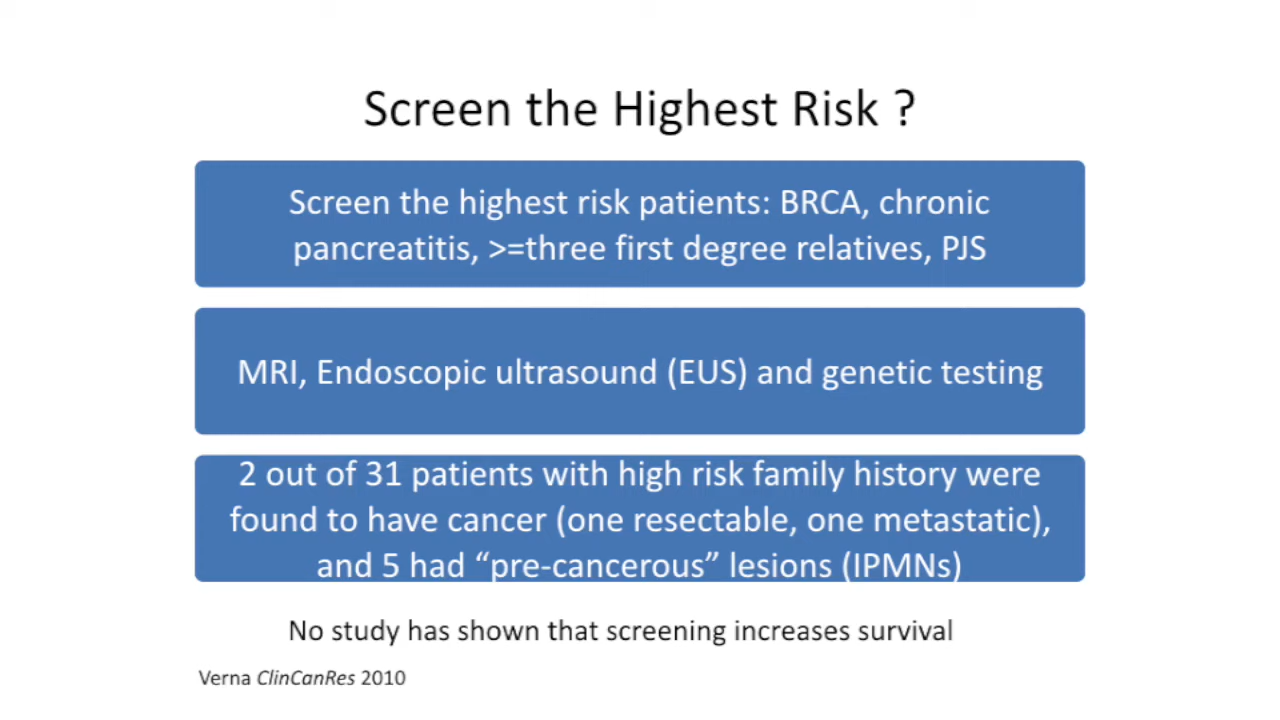 Screen the Highest Risk ?
Screen the highest risk patients: BRCA, chronic
pancreatitis, >=three first degree relatives, PJS
MRI, Endoscopic ultrasound (EUS) and genetic testing
2 out of 31 patients with high risk family history were
found to have cancer (one resectable, one metastatic),
and 5 had “pre-cancerous” lesions (IPMNs)
No study has shown that screening increases survival
Verna ClinCanRes 2010